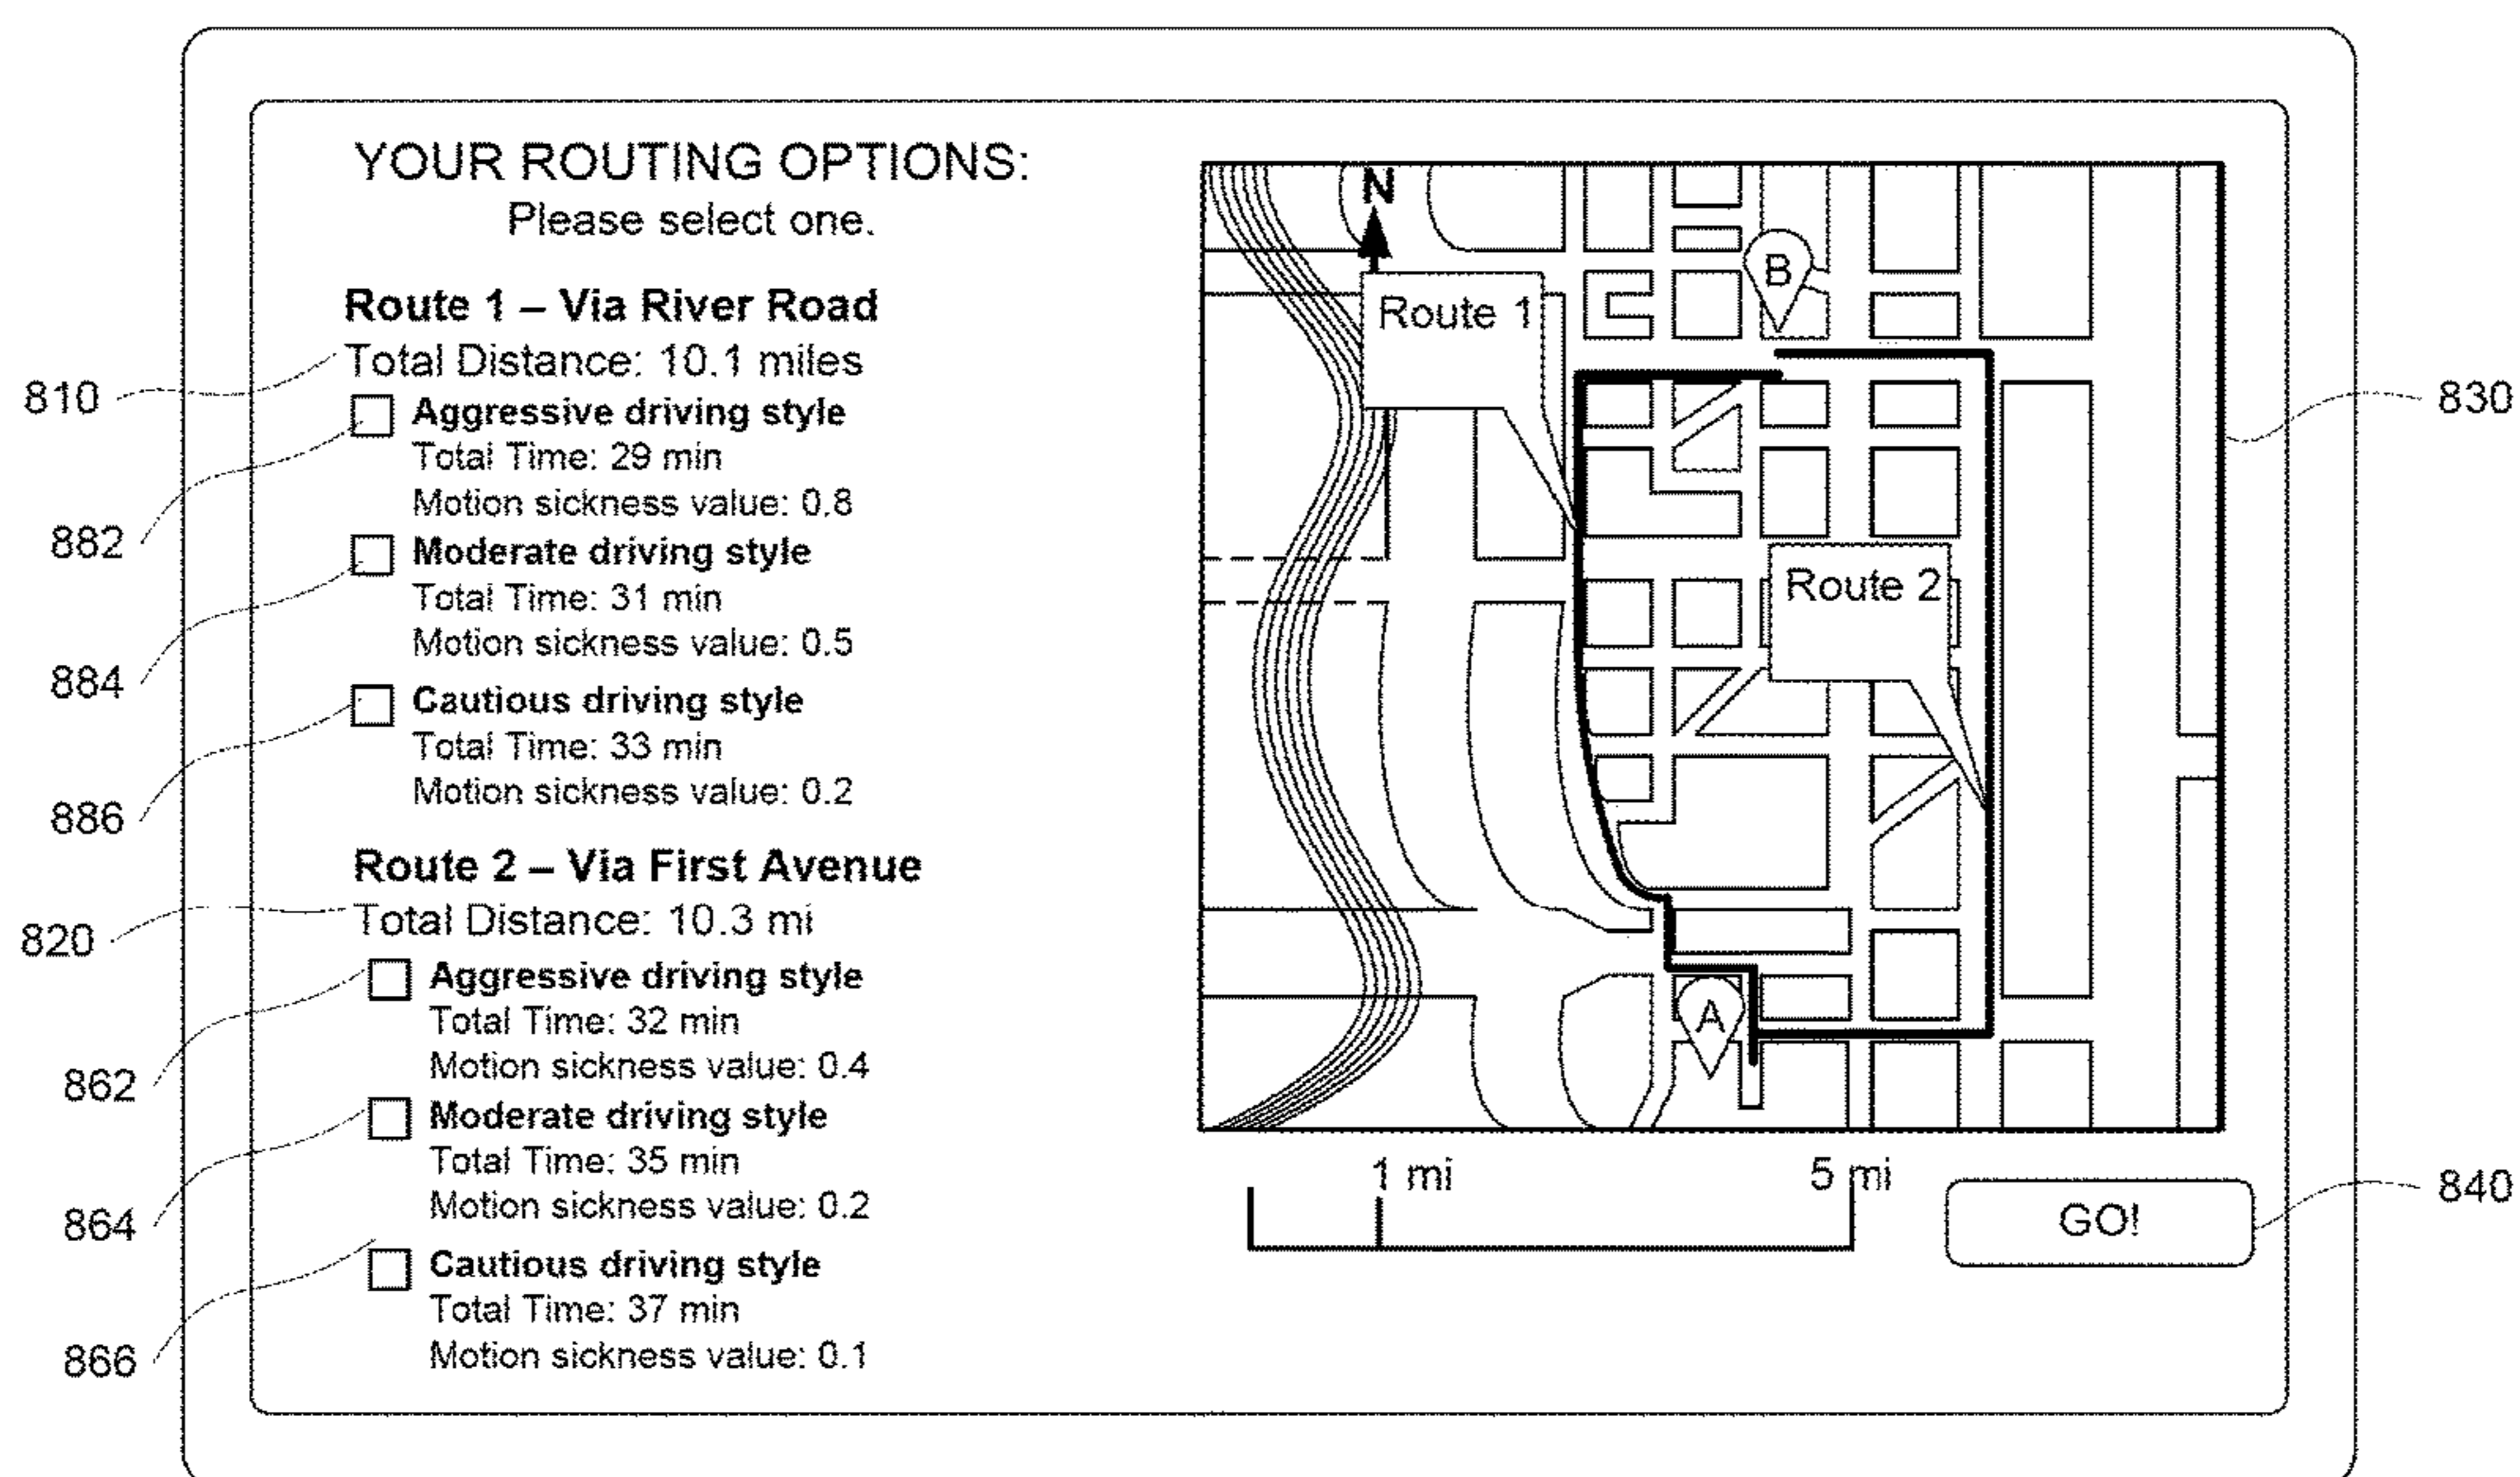 YOUR ROUTING OPTIONS:
Please select one.
Route 1 – Via River Road
Total Distance: 10.1 miles
810
Aggressive driving style
Total Time: 29 min
Motion sickness value: 0.8
882
Moderate driving style
Total Time: 31 min
Motion sickness value: 0.5
884
Cautious driving style
Total Time: 33 min
Motion sickness value: 0.2
886
Route 2 – Via First Avenue
Total Distance: 10.3 mi
820
Aggressive driving style
Total Time: 32 min
Motion sickness value: 0.4
862
Moderate driving style
Total Time: 35 min
Motion sickness value: 0.2
864
Cautious driving style
Total Time: 37 min
Motion sickness value: 0.1
866
N
B
Route 1
830
Route 2
A
1 mi
5 mi
GO!
840